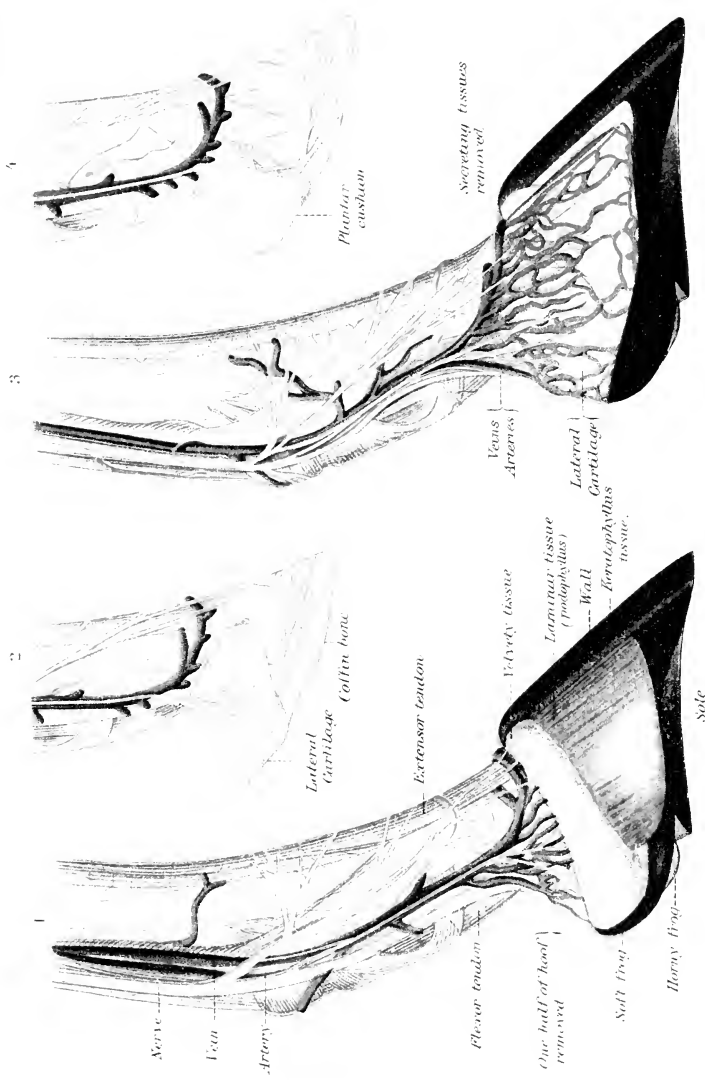 1
2
3
4
Nerve
Vein
Artery
Flexor tendon
One half of hoof
removed
Soft frog
Horny frog
Sole
Extensor tendon
Velvety tissue
Laminar tissue
(podophyllus)
Wall
Keratophyllus
tissue.
Lateral
Cartilage
Coffin bone
Veins
Arteries
Lateral
Cartilage
Secreting tissues
removed
Plantar
cushion